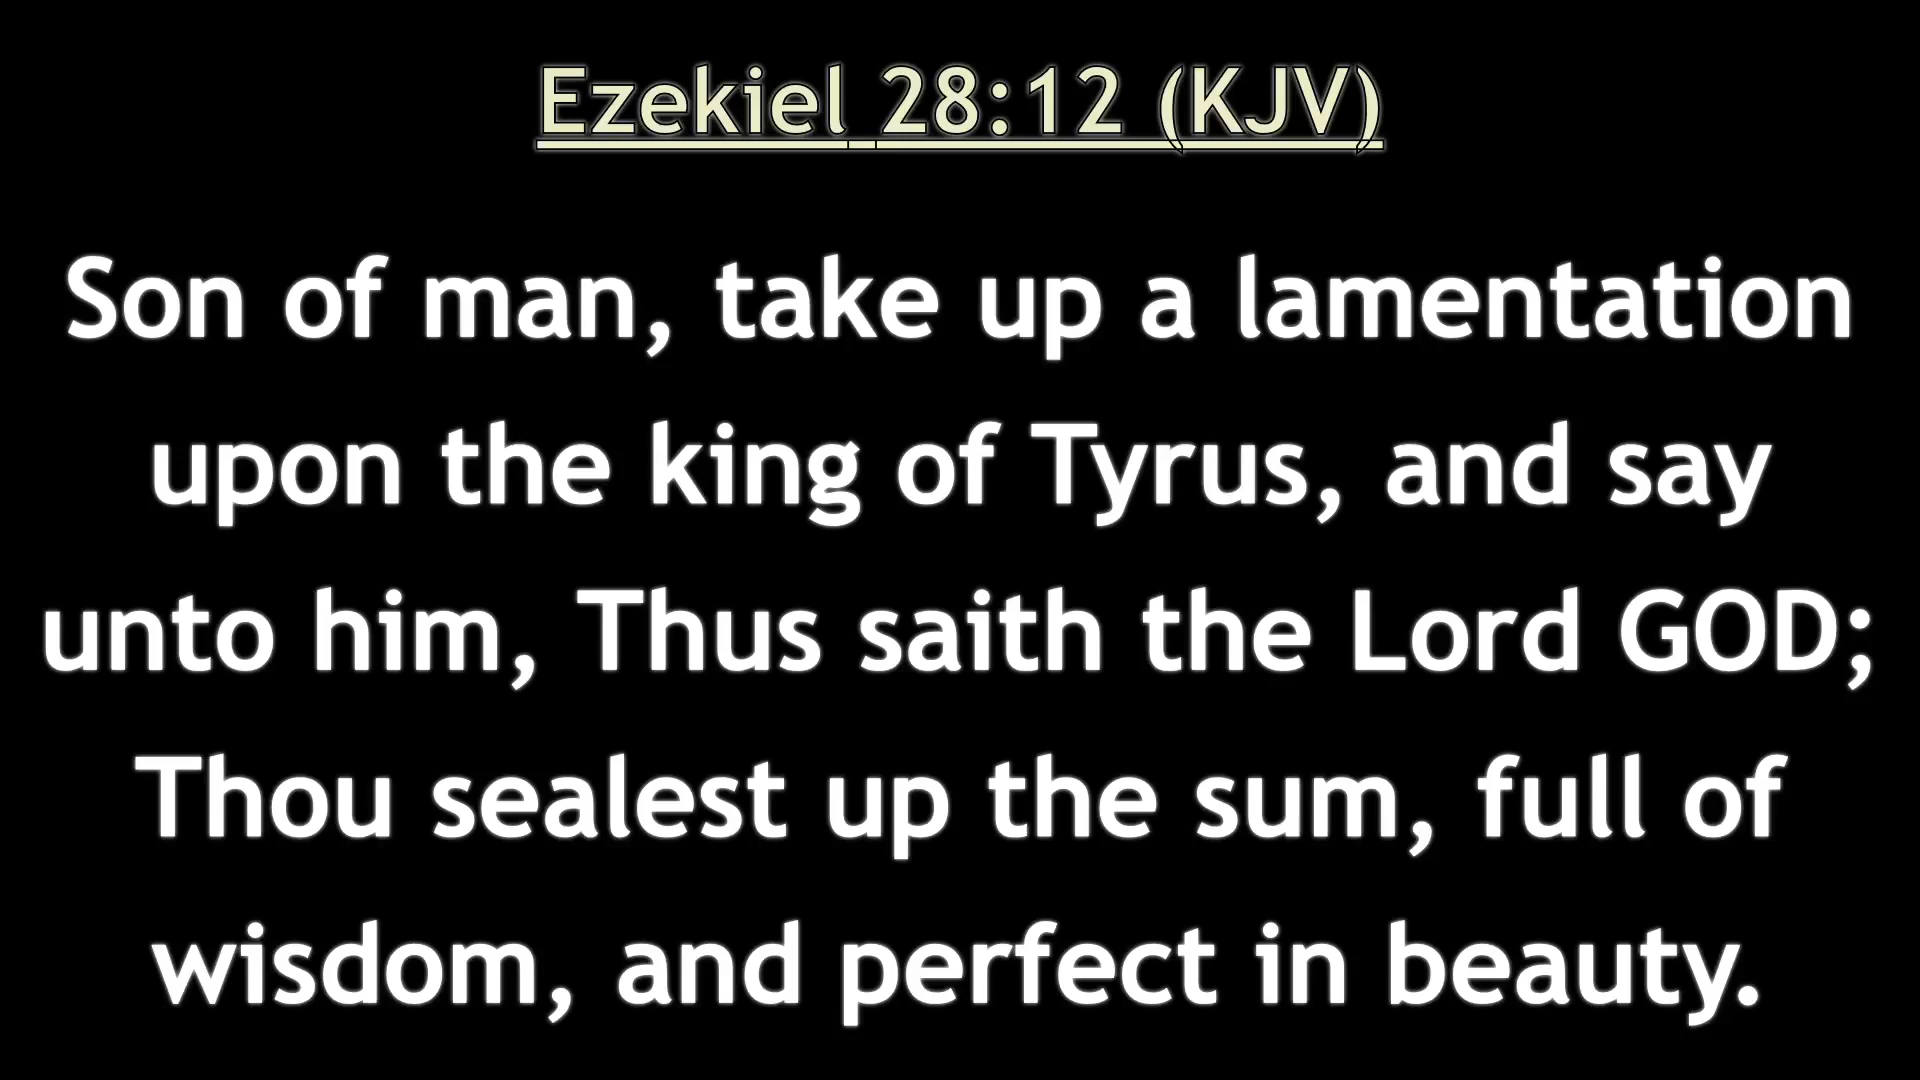 Ezekiel 28:12 (KJV)
Son of man, take up a lamentation
upon the king of Tyrus, and say
unto him, Thus saith the Lord GOD;
Thou sealest up the sum, full of
wisdom, and perfect in beauty.